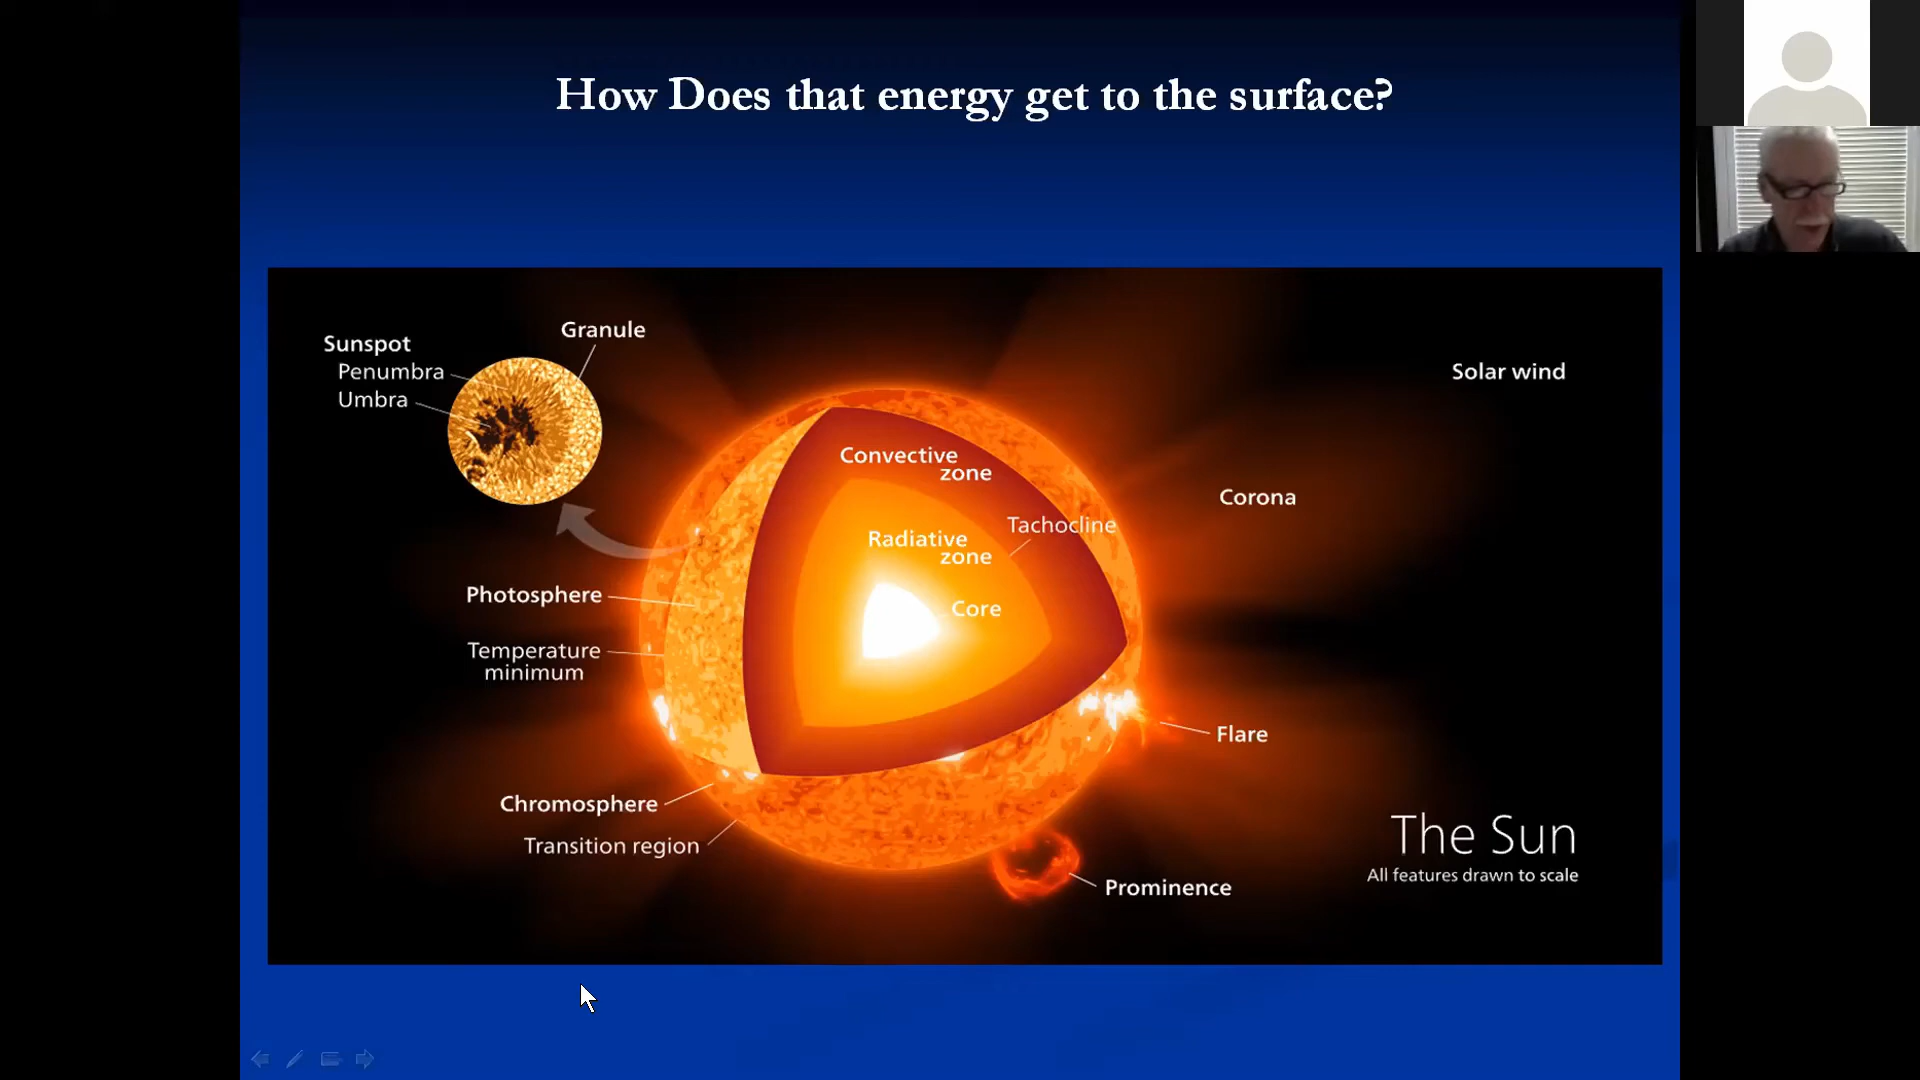 How Does that energy get to the surface?
Granule
Sunspot
Penumbra
Umbra
Solar wind
Convective
zone
Corona
Tachocline
Radiative
zone
Core
Photosphere
Temperature
minimum
Flare
Chromosphere
Transition region
Prominence
The Sun
All features drawn to scale